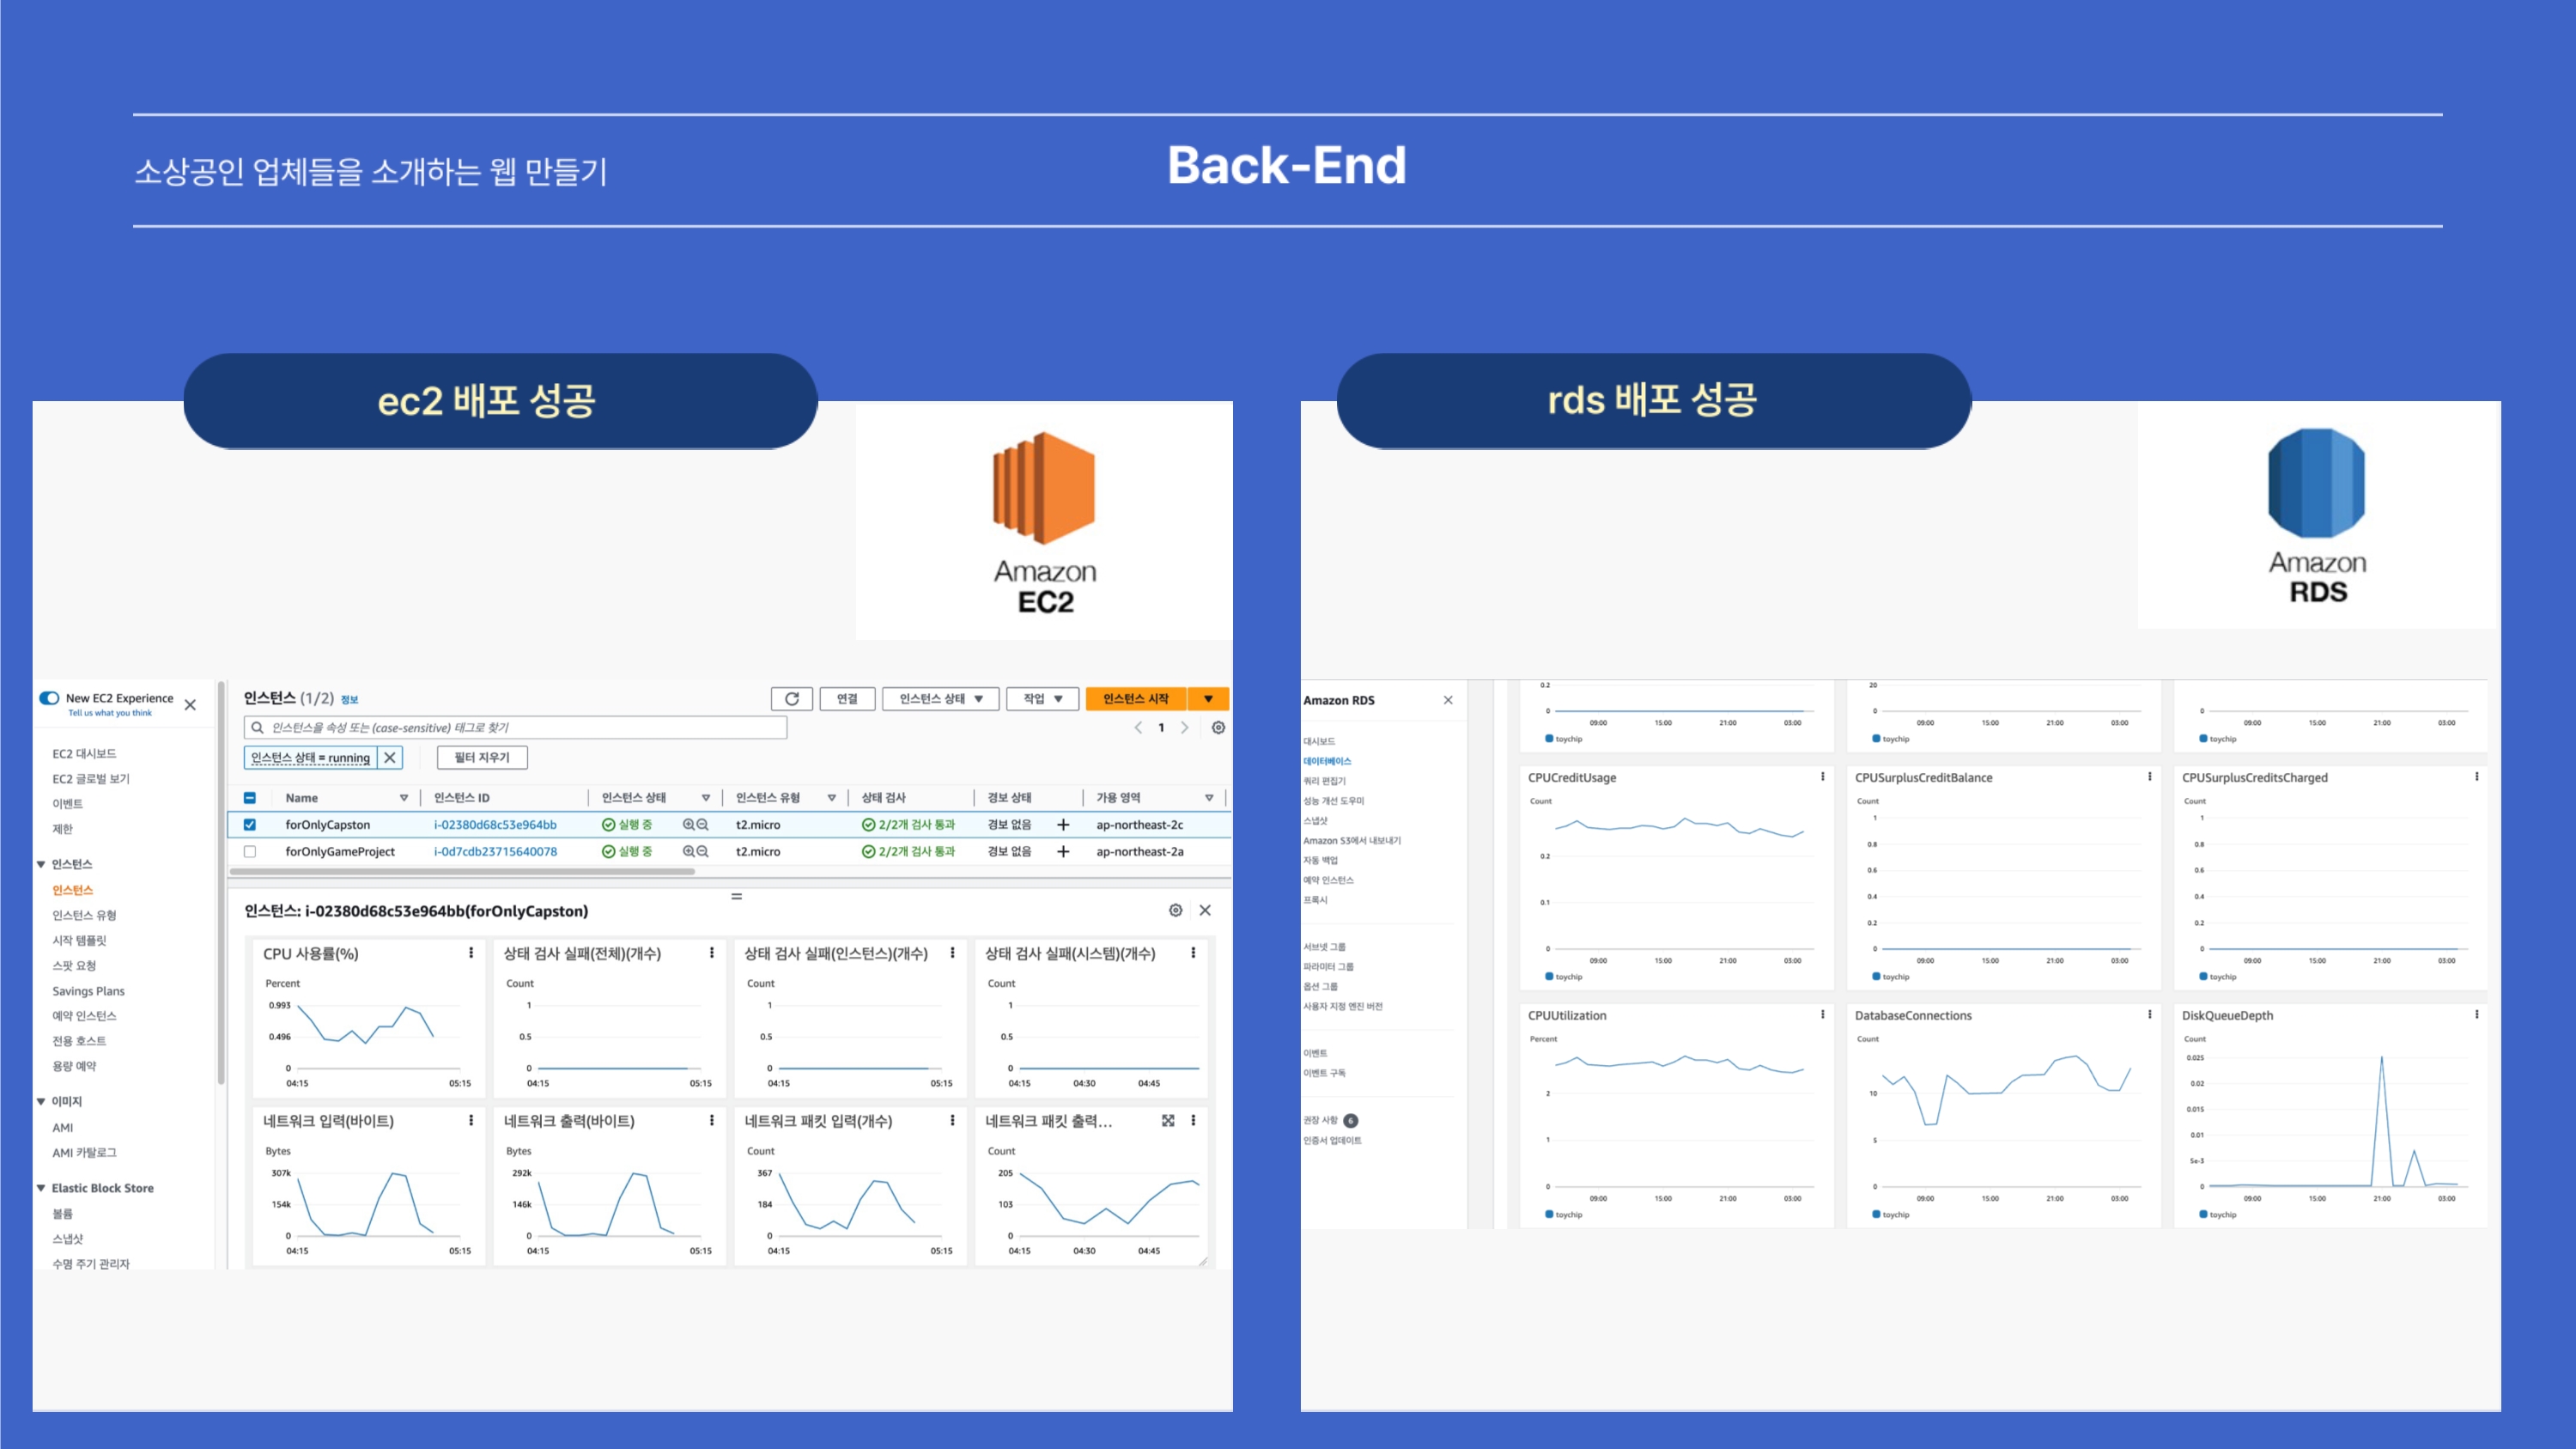 소상공인 업체들을 소개하는 웹 만들기
Back-End
ec2 배포 성공
Amazon
EC2
New EC2 Experience
Tell us what you think
EC2 대시보드
EC2 글로벌 보기
이벤트
제한
인스턴스
인스턴스
인스턴스 유형
시작 템플릿
스팟 요청
Savings Plans
예약 인스턴스
전용 호스트
용량 예약
이미지
AMI
AMI 카탈로그
Elastic Block Store
볼륨
스냅샷
수명 주기 관리자
인스턴스 (1/2) 정보
연결 인스턴스 상태 작업 인스턴스 시작
인스턴스을 속성 또는 (case-sensitive) 태그로 찾기
1
인스턴스 상태 = running 필터 지우기
Name 인스턴스 ID 인스턴스 상태 인스턴스 유형 상태 검사 경보 상태 가용 영역
forOnlyCapston i-02380d68c53e964bb 실행 중 t2.micro 2/2개 검사 통과 경보 없음 + ap-northeast-2c
forOnlyGameProject i-0d7cdb23715640078 실행 중 t2.micro 2/2개 검사 통과 경보 없음 + ap-northeast-2a
인스턴스: i-02380d68c53e964bb(forOnlyCapston)
CPU 사용률(%)
Percent
0.993
0.496
0
04:15 05:15
상태 검사 실패(전체)(개수)
Count
1
0.5
0
04:15 05:15
상태 검사 실패(인스턴스)(개수)
Count
1
0.5
0
04:15 05:15
상태 검사 실패(시스템)(개수)
Count
1
0.5
0
04:15 04:30 04:45
네트워크 입력(바이트)
Bytes
307k
154k
0
04:15 05:15
네트워크 출력(바이트)
Bytes
292k
146k
0
04:15 05:15
네트워크 패킷 입력(개수)
Count
367
184
0
04:15 05:15
네트워크 패킷 출력...
Count
205
103
0
04:15 04:30 04:45
rds 배포 성공
Amazon
RDS
Amazon RDS
대시보드
데이터베이스
쿼리 편집기
성능 개선 도우미
스냅샷
Amazon S3에서 내보내기
자동 백업
예약 인스턴스
프록시
서브넷 그룹
파라미터 그룹
옵션 그룹
사용자 지정 엔진 버전
이벤트
이벤트 구독
권장 사항 6
인증서 업데이트
0.2
0
09:00 15:00 21:00 03:00
toychip
20
0
09:00 15:00 21:00 03:00
toychip
0
09:00 15:00 21:00 03:00
toychip
CPUCreditUsage
Count
0.2
0.1
0
09:00 15:00 21:00 03:00
toychip
CPUSurplusCreditBalance
Count
1
0.8
0.6
0.4
0.2
0
09:00 15:00 21:00 03:00
toychip
CPUSurplusCreditsCharged
Count
1
0.8
0.6
0.4
0.2
0
09:00 15:00 21:00 03:00
toychip
CPUUtilization
Percent
2
1
0
09:00 15:00 21:00 03:00
toychip
DatabaseConnections
Count
10
5
0
09:00 15:00 21:00 03:00
toychip
DiskQueueDepth
Count
0.025
0.02
0.015
0.01
5e-3
0
09:00 15:00 21:00 03:00
toychip